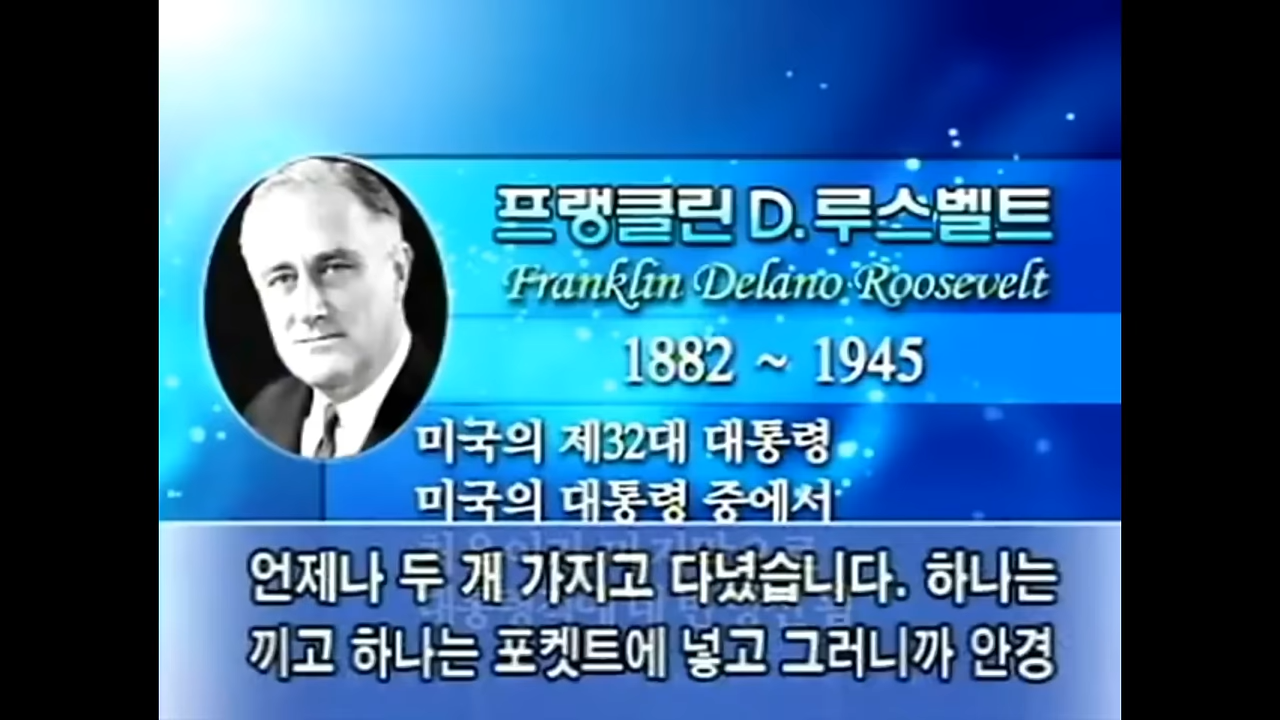 프랭클린 D. 루스벨트
Franklin Delano Roosevelt
1882 ~ 1945
미국의 제32대 대통령
미국의 대통령 중에서
언제나 두 개 가지고 다녔습니다. 하나는
끼고 하나는 포켓트에 넣고 그러니까 안경